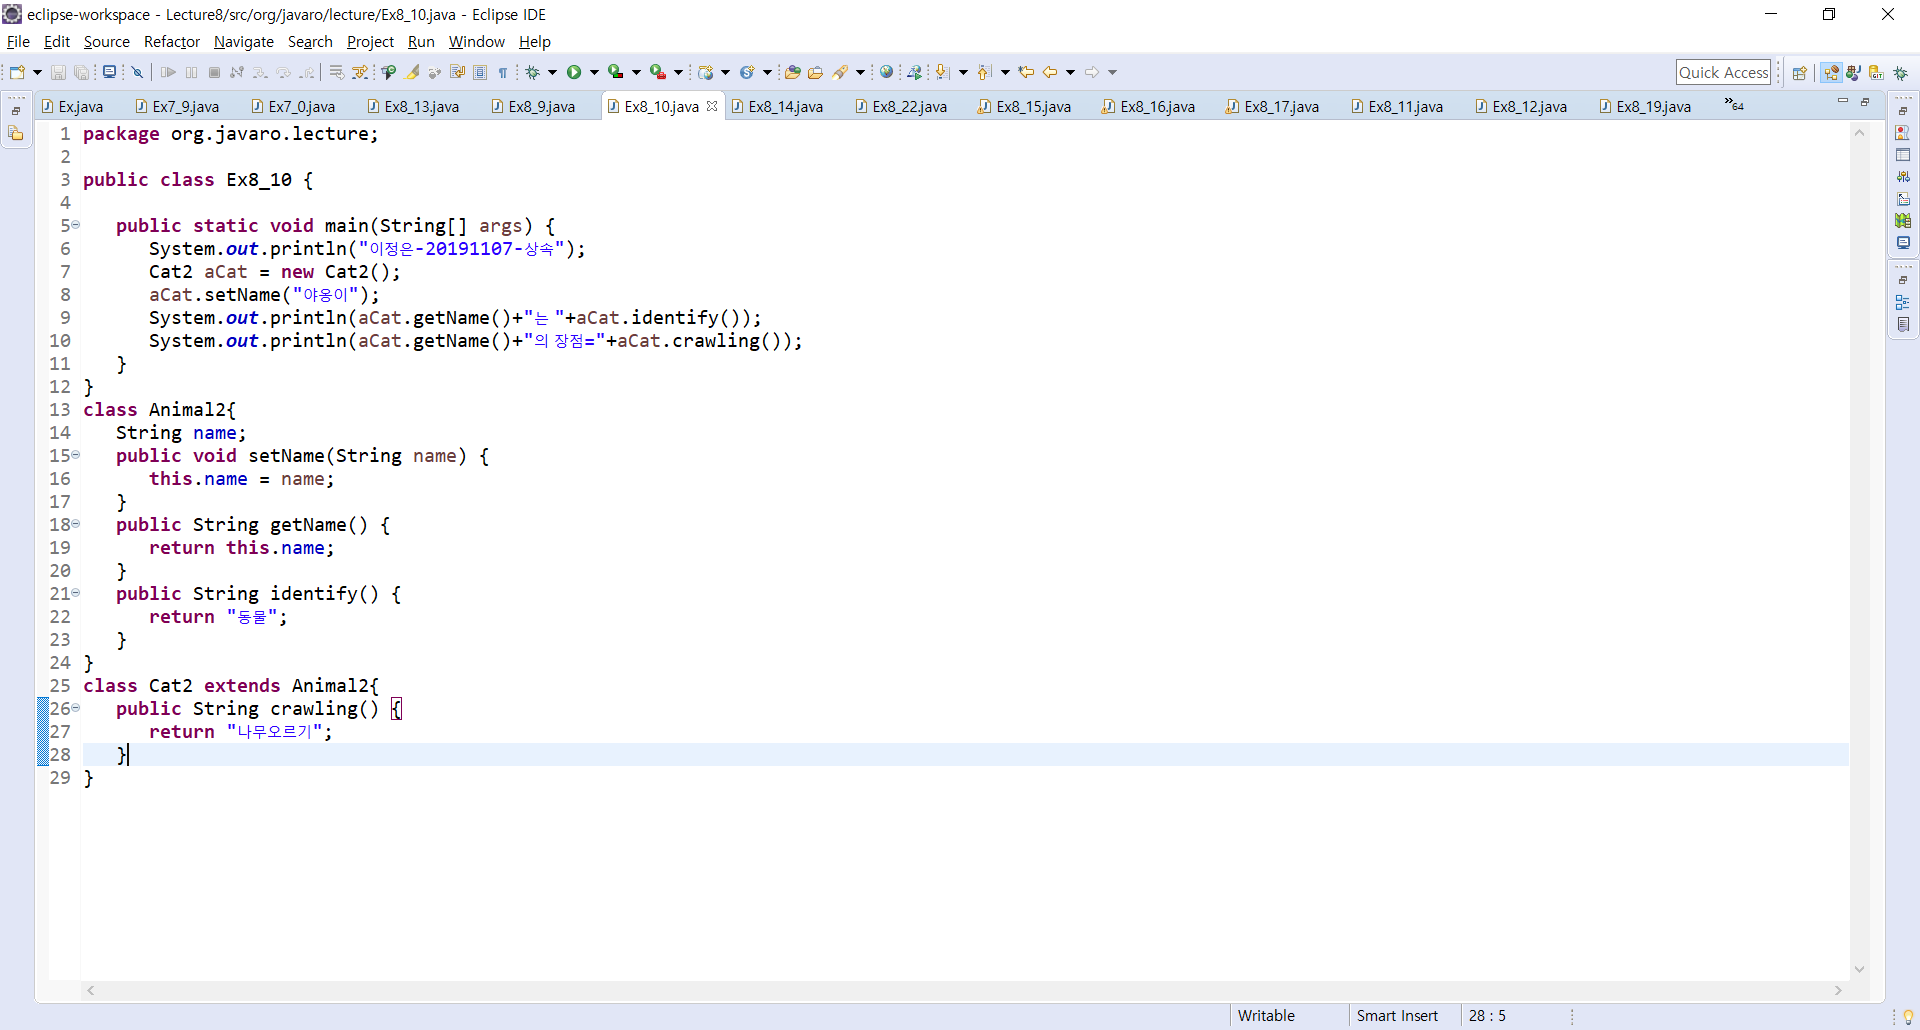 eclipse-workspace - Lecture8/src/org/javaro/lecture/Ex8_10.java - Eclipse IDE
File Edit Source Refactor Navigate Search Project Run Window Help
Quick Access
Ex.java Ex7_9.java Ex7_0.java Ex8_13.java Ex8_9.java Ex8_10.java Ex8_14.java Ex8_22.java Ex8_15.java Ex8_16.java Ex8_17.java Ex8_11.java Ex8_12.java Ex8_19.java »64
1 package org.javaro.lecture;
2
3 public class Ex8_10 {
4
5 public static void main(String[] args) {
6 System.out.println("이정은-20191107-상속");
7 Cat2 aCat = new Cat2();
8 aCat.setName("야옹이");
9 System.out.println(aCat.getName()+"는 "+aCat.identify());
10 System.out.println(aCat.getName()+"의 장점="+aCat.crawling());
11 }
12 }
13 class Animal2{
14 String name;
15 public void setName(String name) {
16 this.name = name;
17 }
18 public String getName() {
19 return this.name;
20 }
21 public String identify() {
22 return "동물";
23 }
24 }
25 class Cat2 extends Animal2{
26 public String crawling() {
27 return "나무오르기";
28 }
29 }
Writable Smart Insert 28 : 5